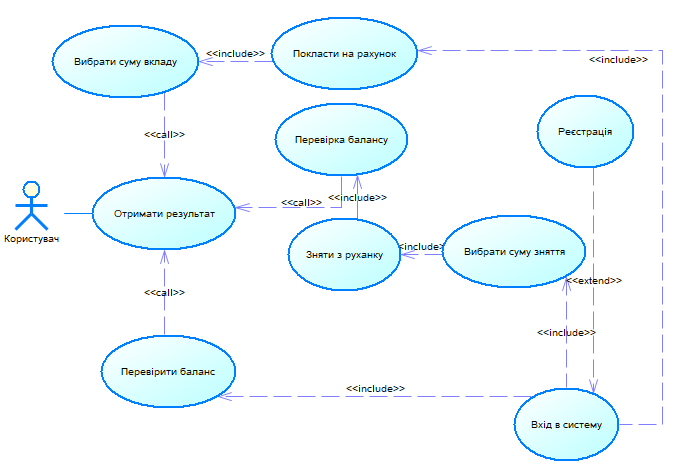 <<include>>
Покласти на рахунок
Вибрати суму вкладу
<<include>>
<<call>>
Перевірка балансу
Реєстрація
<<call>>
<<include>>
Отримати результат
Користувач
Зняти з руханку
<include>
Вибрати суму зняття
<<extend>>
<<call>>
<<include>>
Перевірити баланс
<<include>>
Вхід в систему